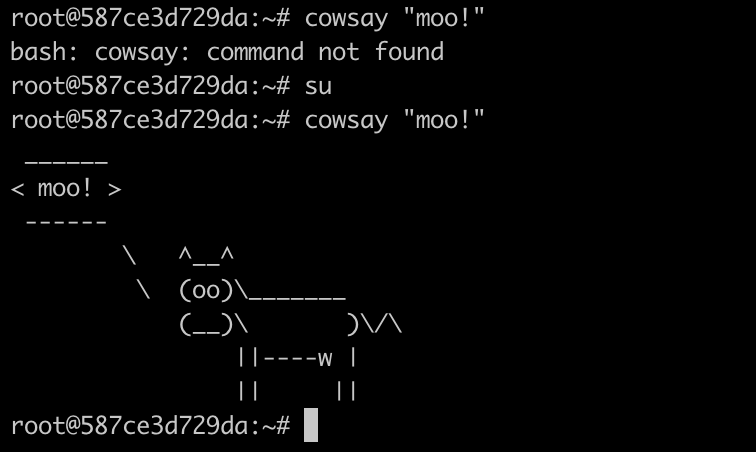 root@587ce3d729da:~# cowsay "moo!"
bash: cowsay: command not found
root@587ce3d729da:~# su
root@587ce3d729da:~# cowsay "moo!"
 ______
< moo! >
 ------
        \   ^__^
         \  (oo)\_______
            (__)\       )\/\
                ||----w |
                ||     ||
root@587ce3d729da:~#